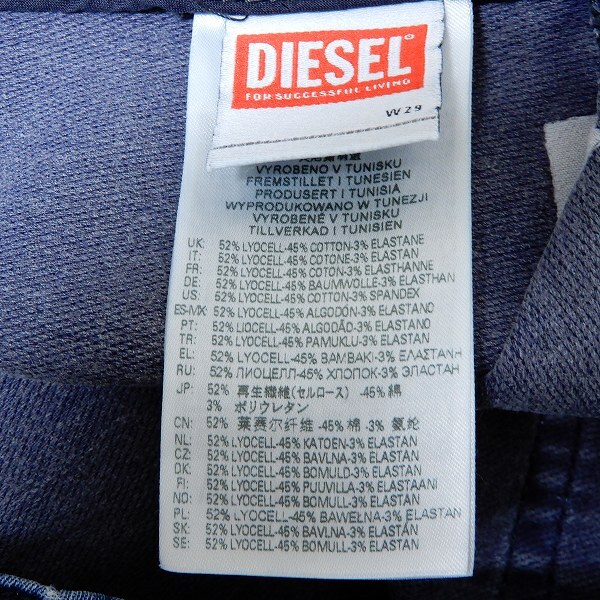 DIESEL
FOR SUCCESSFUL LIVING
W 29
VYROBENO V TUNISKU
FREMSTILLET I TUNESIEN
PRODUSERT I TUNISIA
WYPRODUKOWANO W TUNEZJI
VYROBENÉ V TUNISKU
TILLVERKAD I TUNISIEN
UK: 52% LYOCELL-45% COTTON-3% ELASTANE
IT: 52% LYOCELL-45% COTONE-3% ELASTAN
FR: 52% LYOCELL-45% COTON-3% ELASTHANNE
DE: 52% LYOCELL-45% BAUMWOLLE-3% ELASTHAN
US: 52% LYOCELL-45% COTTON-3% SPANDEX
ES-MX: 52% LYOCELL-45% ALGODÓN-3% ELASTANO
PT: 52% LIOCELL-45% ALGODÃO-3% ELASTANO
TR: 52% LYOCELL-45% PAMUKLU-3% ELASTAN
EL: 52% LYOCELL-45% ΒΑΜΒΑΚΙ-3% ΕΛΑΣΤΑΝΗ
RU: 52% ЛИОЦЕЛЛ-45% ХЛОПОК-3% ЭЛАСТАН
JP: 52% 再生繊維(セルロース) -45% 綿
3% ポリウレタン
CN: 52% 莱赛尔纤维 -45% 棉 -3% 氨纶
NL: 52% LYOCELL-45% KATOEN-3% ELASTAN
CZ: 52% LYOCELL-45% BAVLNA-3% ELASTAN
DK: 52% LYOCELL-45% BOMULD-3% ELASTAN
FI: 52% LYOCELL-45% PUUVILLA-3% ELASTAANI
NO: 52% LYOCELL-45% BOMULL-3% ELASTAN
PL: 52% LYOCELL-45% BAWEŁNA-3% ELASTAN
SK: 52% LYOCELL-45% BAVLNA-3% ELASTAN
SE: 52% LYOCELL-45% BOMULL-3% ELASTAN